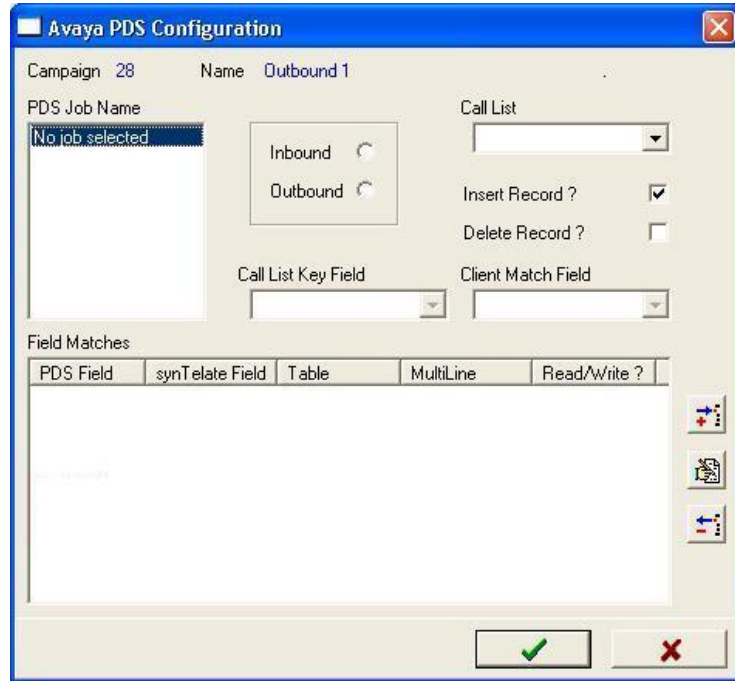 Avaya PDS Configuration
Campaign 28 Name Outbound 1 .
PDS Job Name
No job selected
Inbound
Outbound
Call List
Insert Record ?
Delete Record ?
Call List Key Field
Client Match Field
Field Matches
PDS Field synTelate Field Table MultiLine Read/Write ?